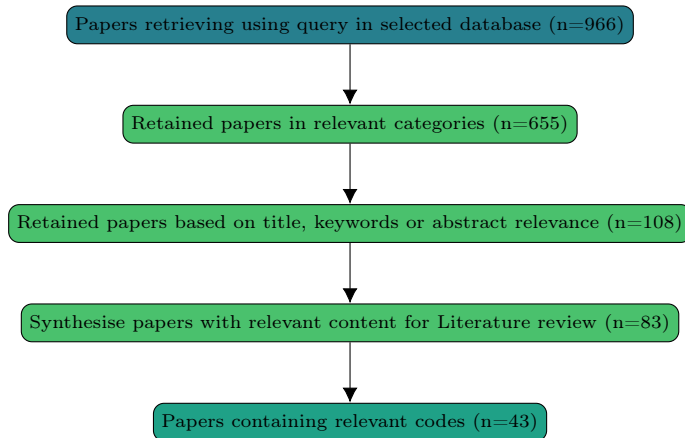 Papers retrieving using query in selected database (n=966)
Retained papers in relevant categories (n=655)
Retained papers based on title, keywords or abstract relevance (n=108)
Synthesise papers with relevant content for Literature review (n=83)
Papers containing relevant codes (n=43)